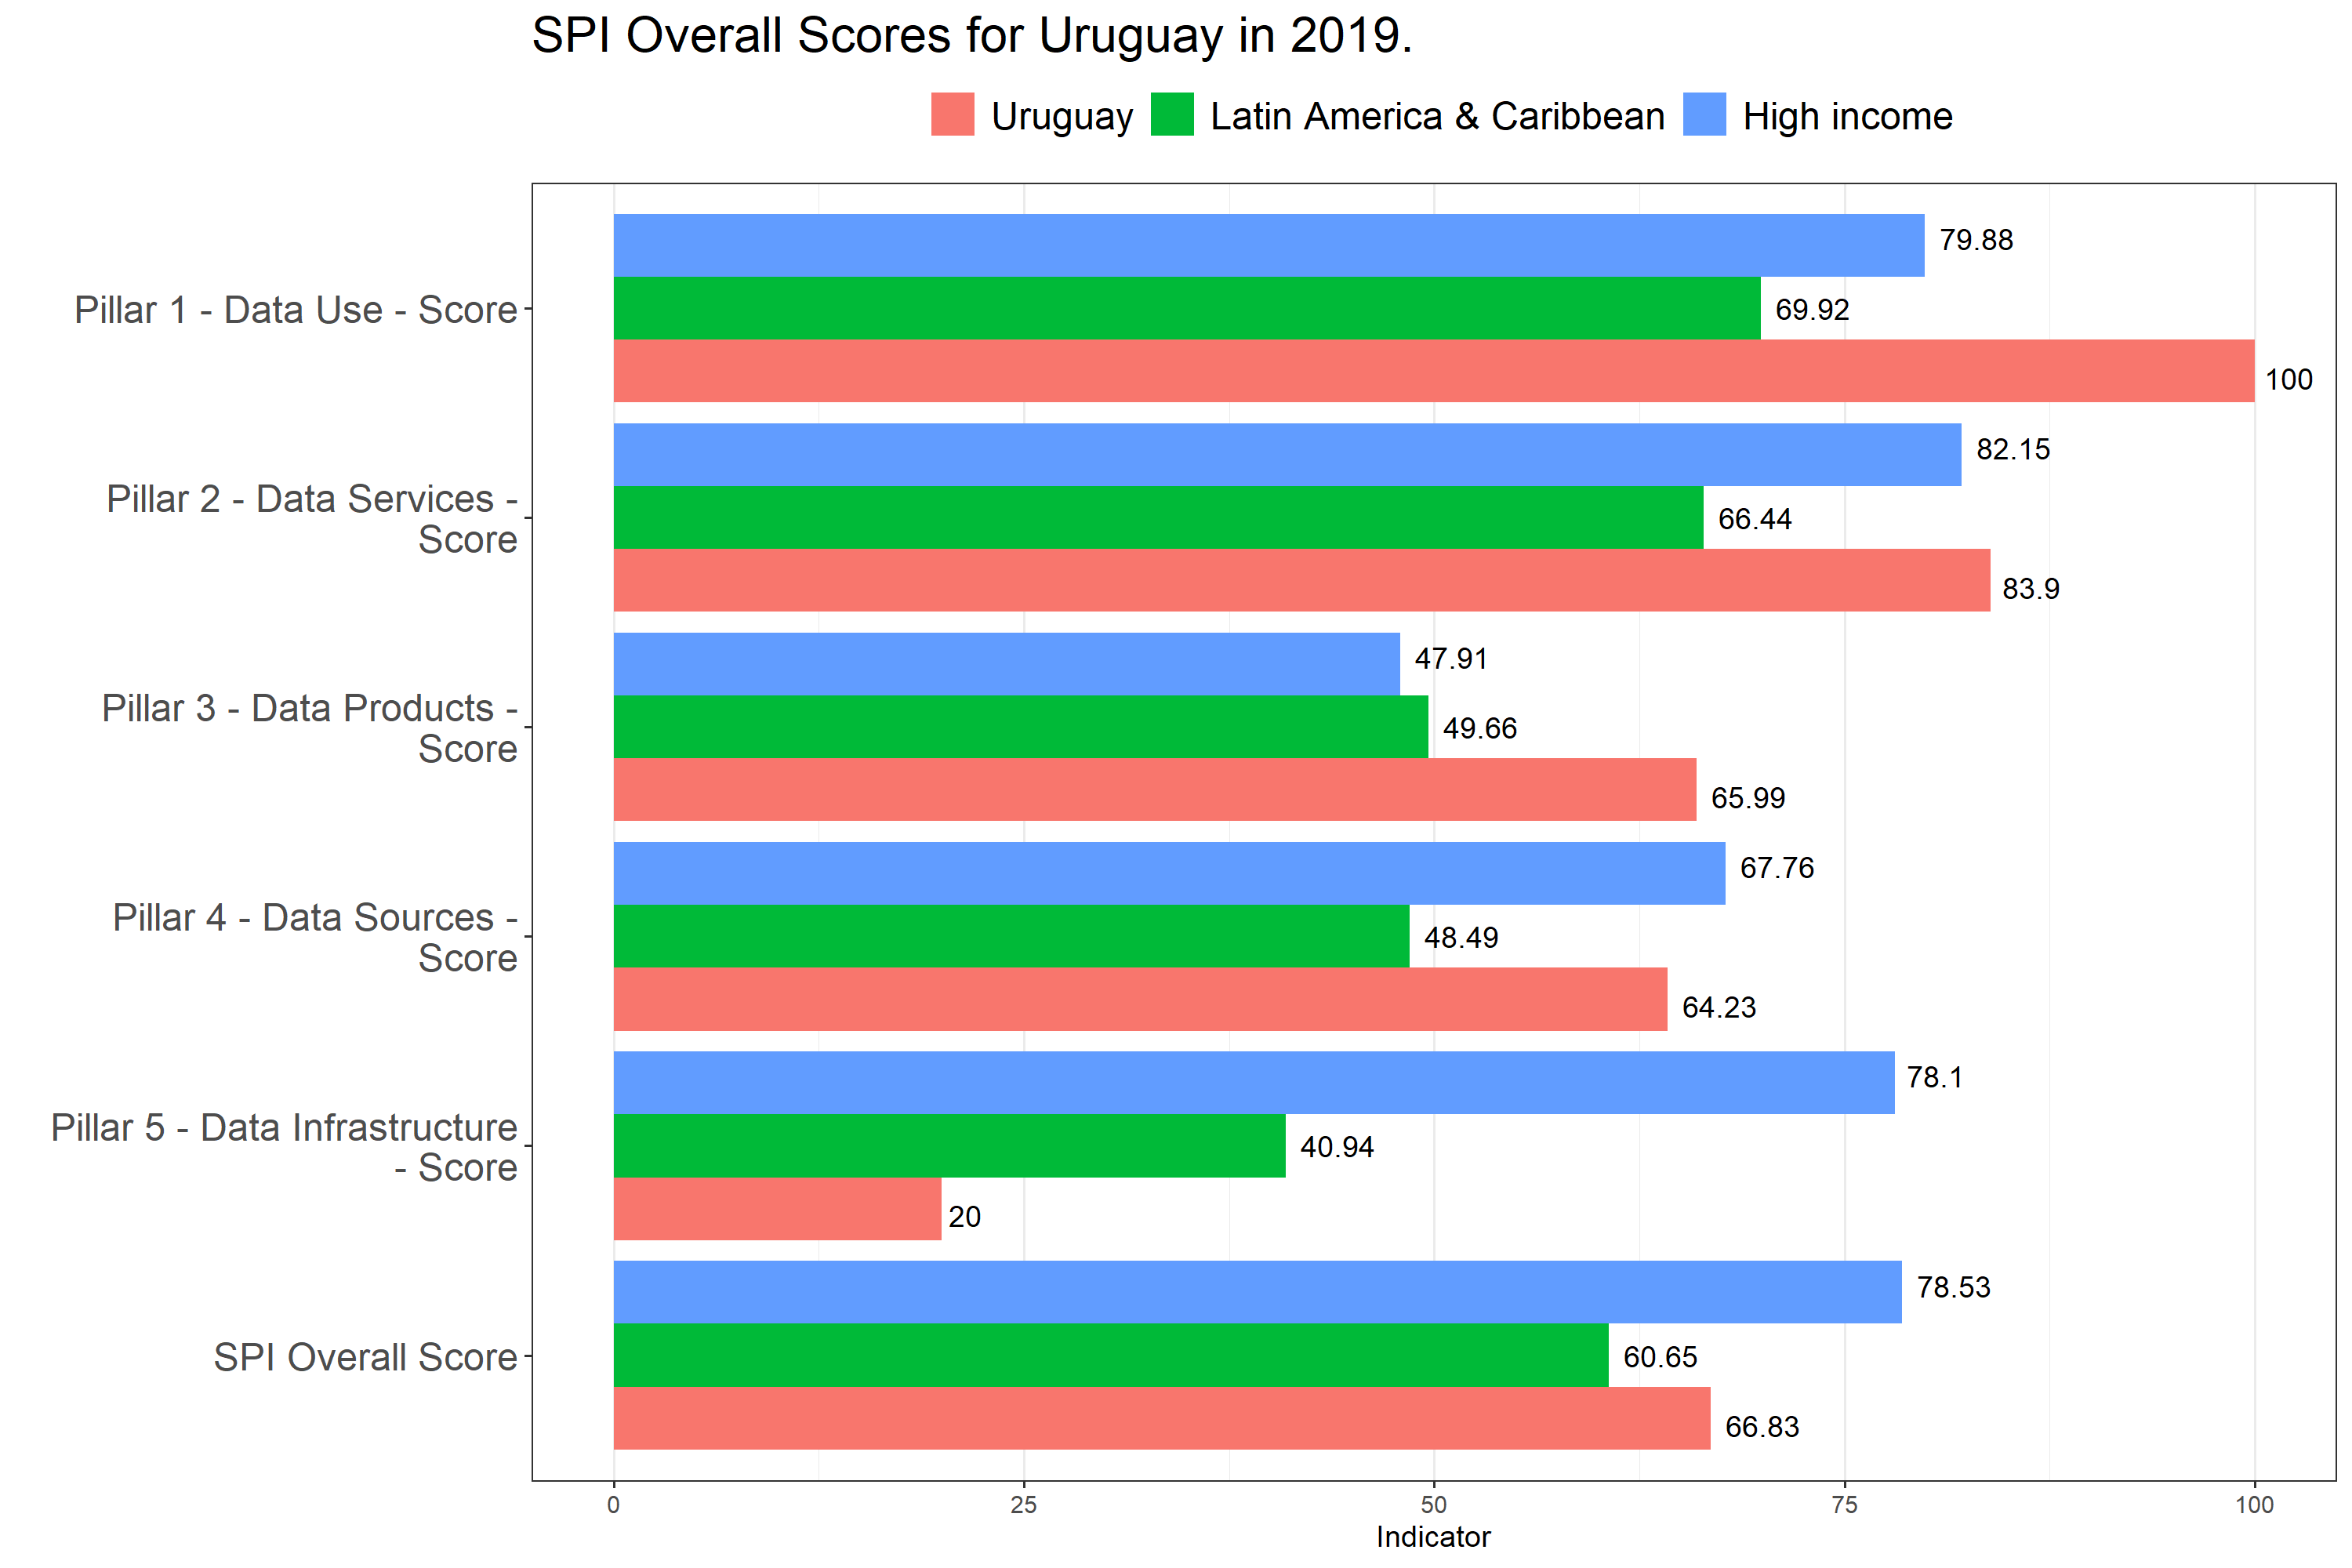 SPI Overall Scores for Uruguay in 2019.
Uruguay Latin America & Caribbean High income
Pillar 1 - Data Use - Score
79.88
69.92
100
Pillar 2 - Data Services -
Score
82.15
66.44
83.9
Pillar 3 - Data Products -
Score
47.91
49.66
65.99
Pillar 4 - Data Sources -
Score
67.76
48.49
64.23
Pillar 5 - Data Infrastructure
- Score
78.1
40.94
20
SPI Overall Score
78.53
60.65
66.83
0 25 50 75 100
Indicator